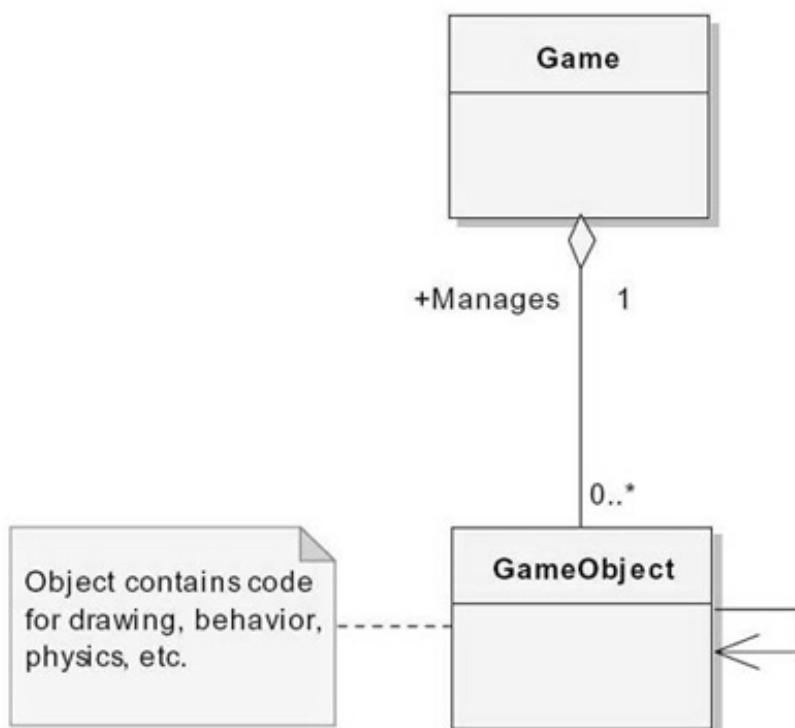 Game
+Manages 1
0..*
GameObject
Object contains code
for drawing, behavior,
physics, etc.